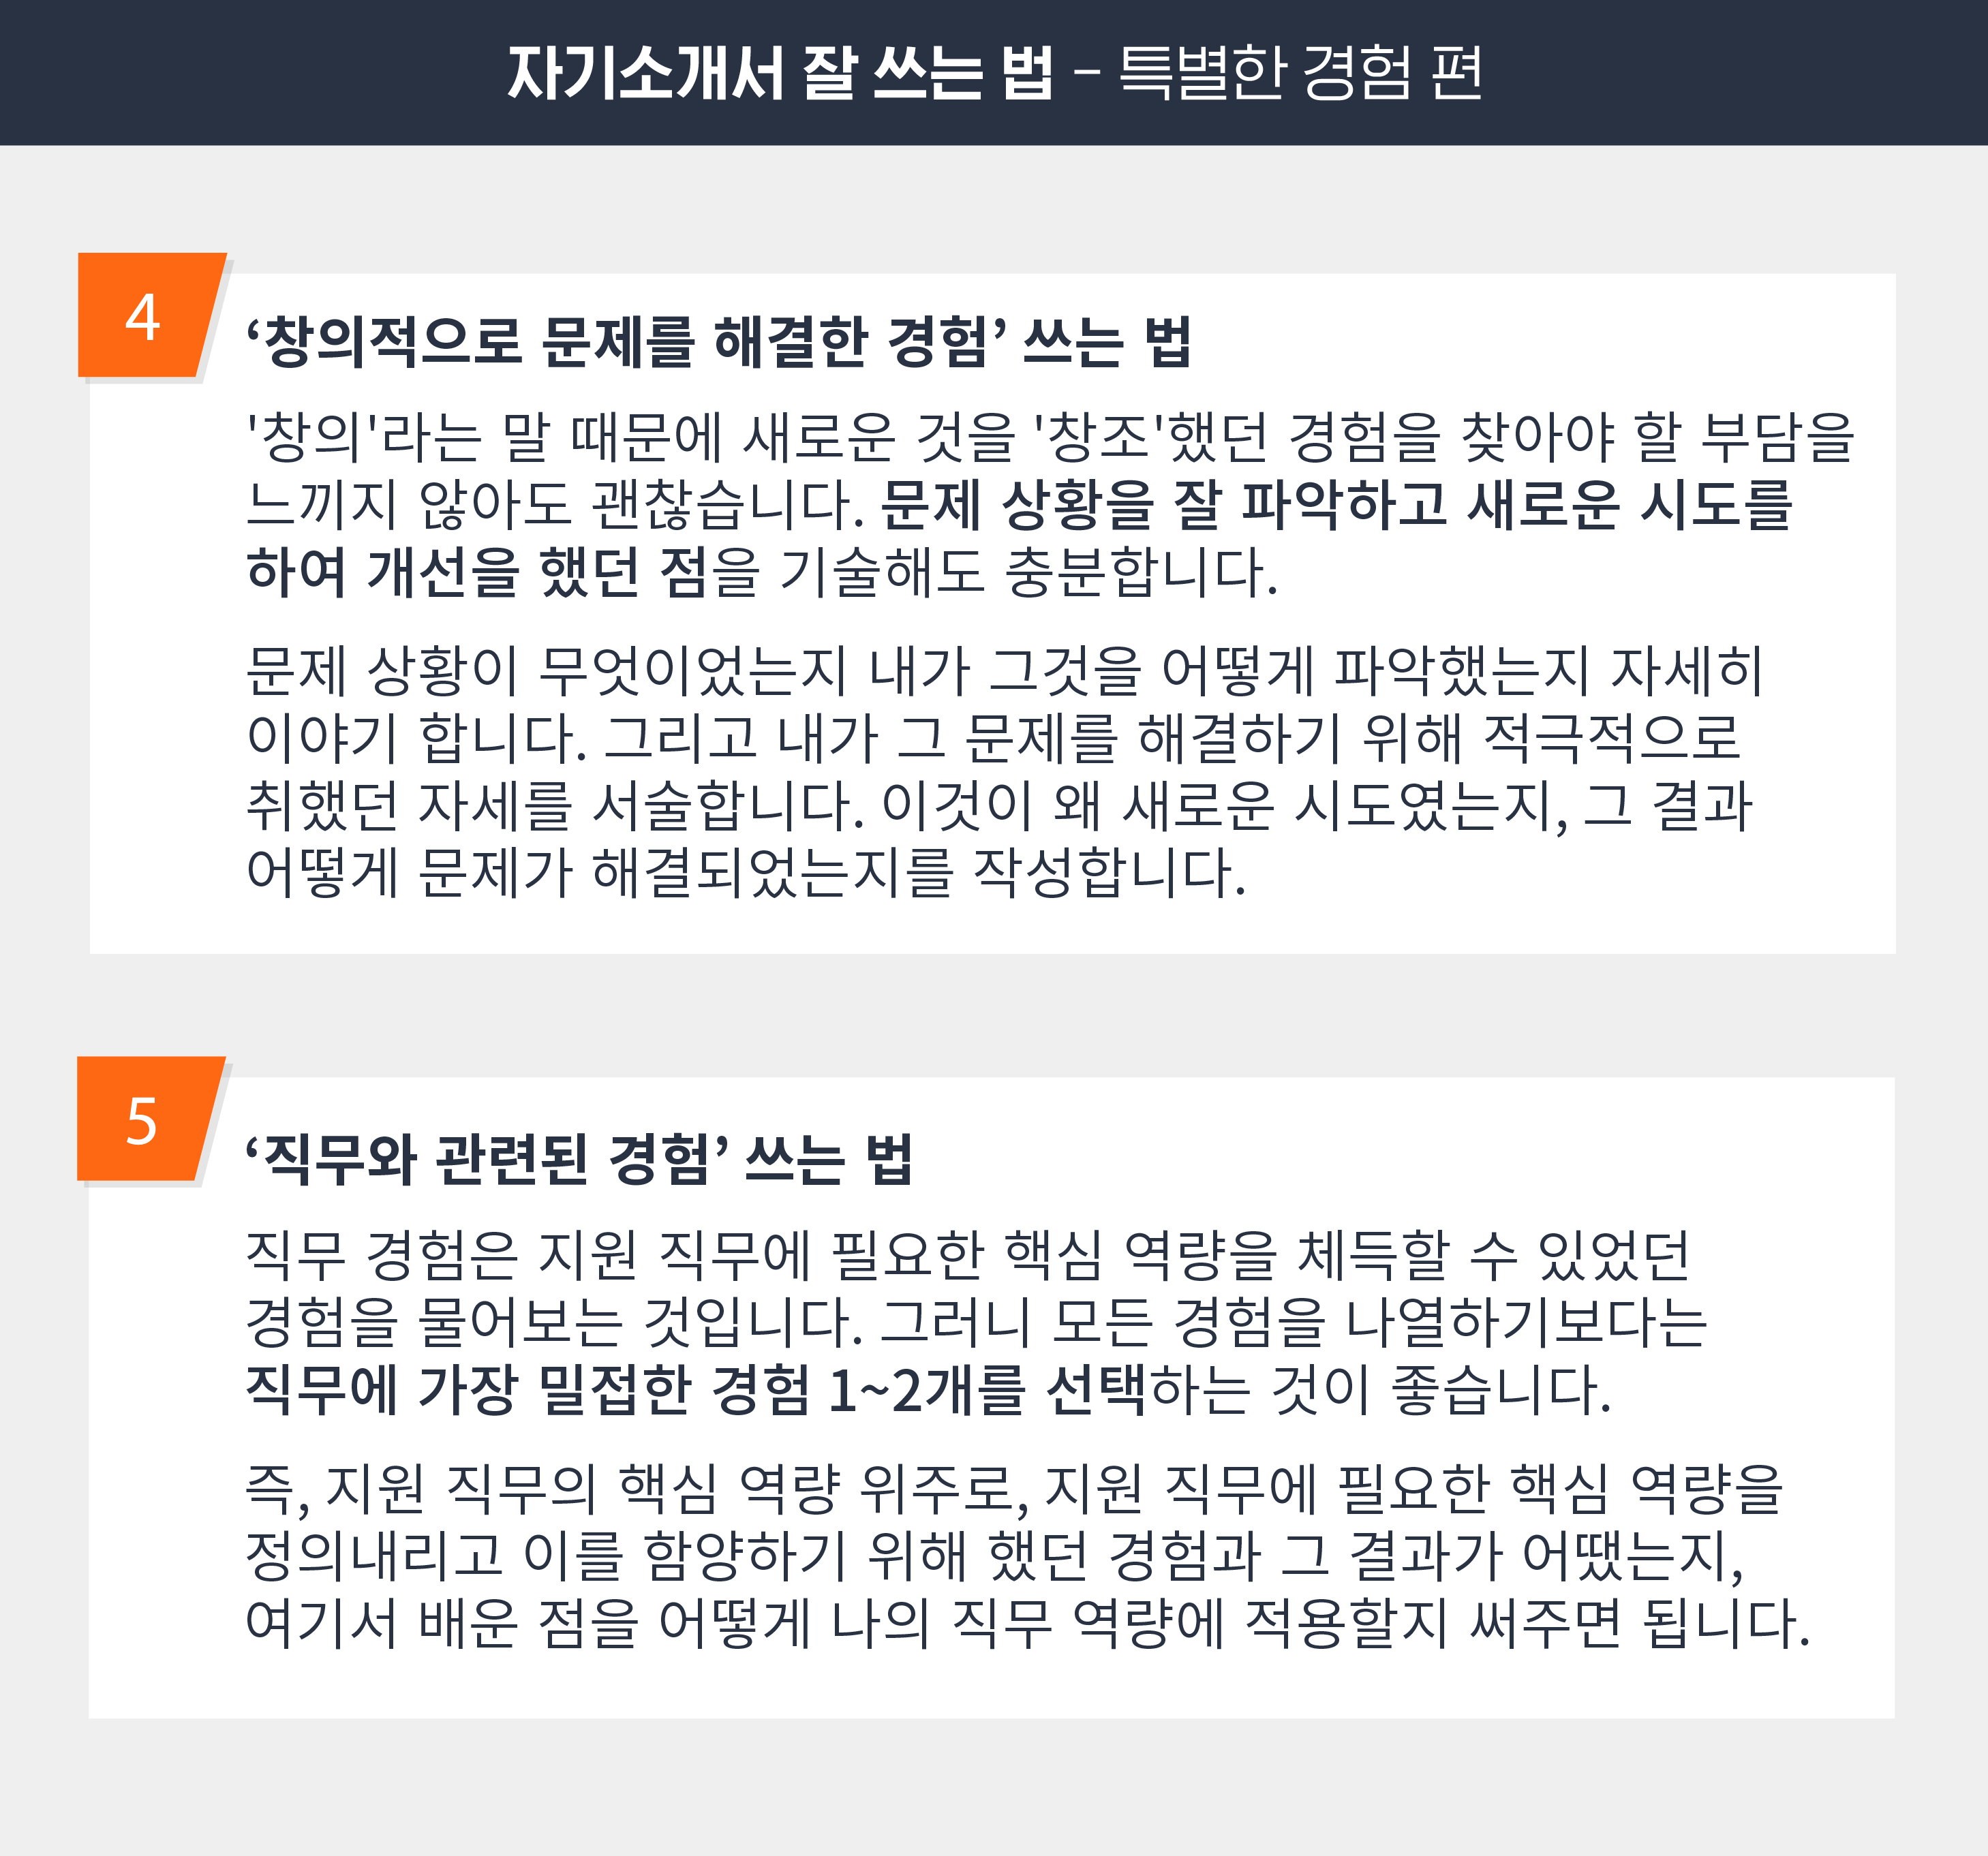 자기소개서 잘 쓰는 법 – 특별한 경험 편
4
‘창의적으로 문제를 해결한 경험’ 쓰는 법
'창의'라는 말 때문에 새로운 것을 '창조'했던 경험을 찾아야 할 부담을
느끼지 않아도 괜찮습니다. 문제 상황을 잘 파악하고 새로운 시도를
하여 개선을 했던 점을 기술해도 충분합니다.
문제 상황이 무엇이었는지 내가 그것을 어떻게 파악했는지 자세히
이야기 합니다. 그리고 내가 그 문제를 해결하기 위해 적극적으로
취했던 자세를 서술합니다. 이것이 왜 새로운 시도였는지, 그 결과
어떻게 문제가 해결되었는지를 작성합니다.
5
‘직무와 관련된 경험’ 쓰는 법
직무 경험은 지원 직무에 필요한 핵심 역량을 체득할 수 있었던
경험을 물어보는 것입니다. 그러니 모든 경험을 나열하기보다는
직무에 가장 밀접한 경험 1~2개를 선택하는 것이 좋습니다.
즉, 지원 직무의 핵심 역량 위주로, 지원 직무에 필요한 핵심 역량을
정의내리고 이를 함양하기 위해 했던 경험과 그 결과가 어땠는지,
여기서 배운 점을 어떻게 나의 직무 역량에 적용할지 써주면 됩니다.